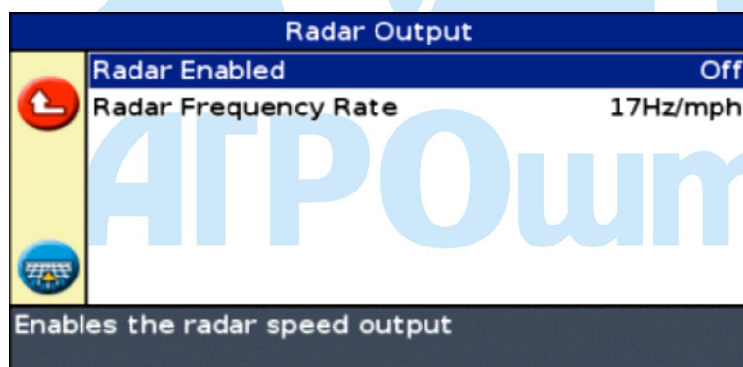 Radar Output
Radar Enabled Off
Radar Frequency Rate 17Hz/mph
Enables the radar speed output